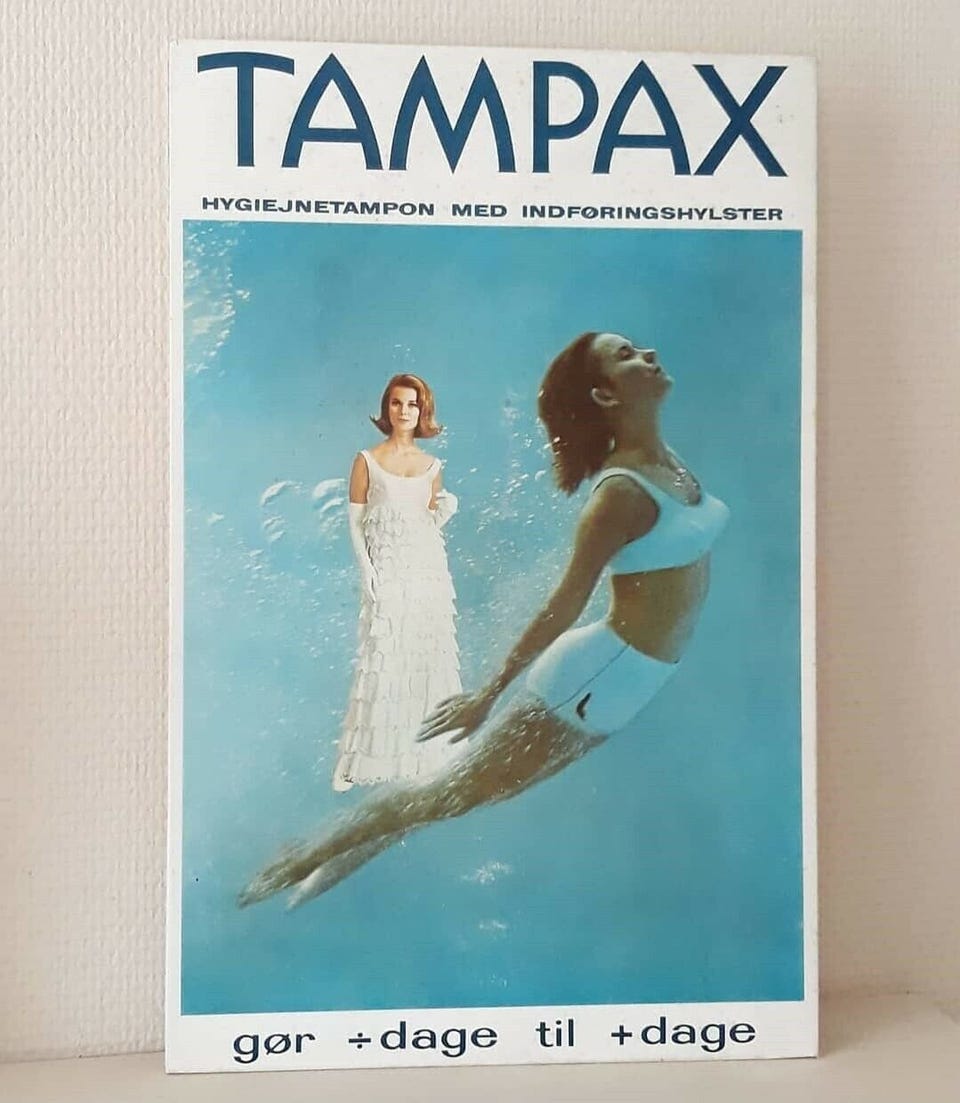 TAMPAX
HYGIEJNETAMPON MED INDFØRINGSHYLSTER
gør ÷dage til +dage